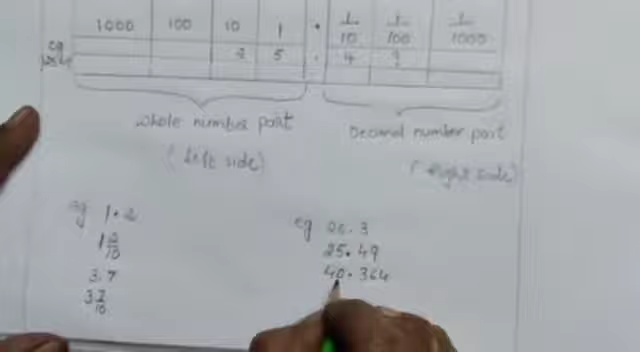 1000 100 10 1 . 1/10 1/100 1/1000
eg
2 5 . 4 9
whole number part
Decimal number part
(left side)
(Right side)
eg 1.2
1 2/10
3.7
3 7/10
eg 26.3
25.49
40.364